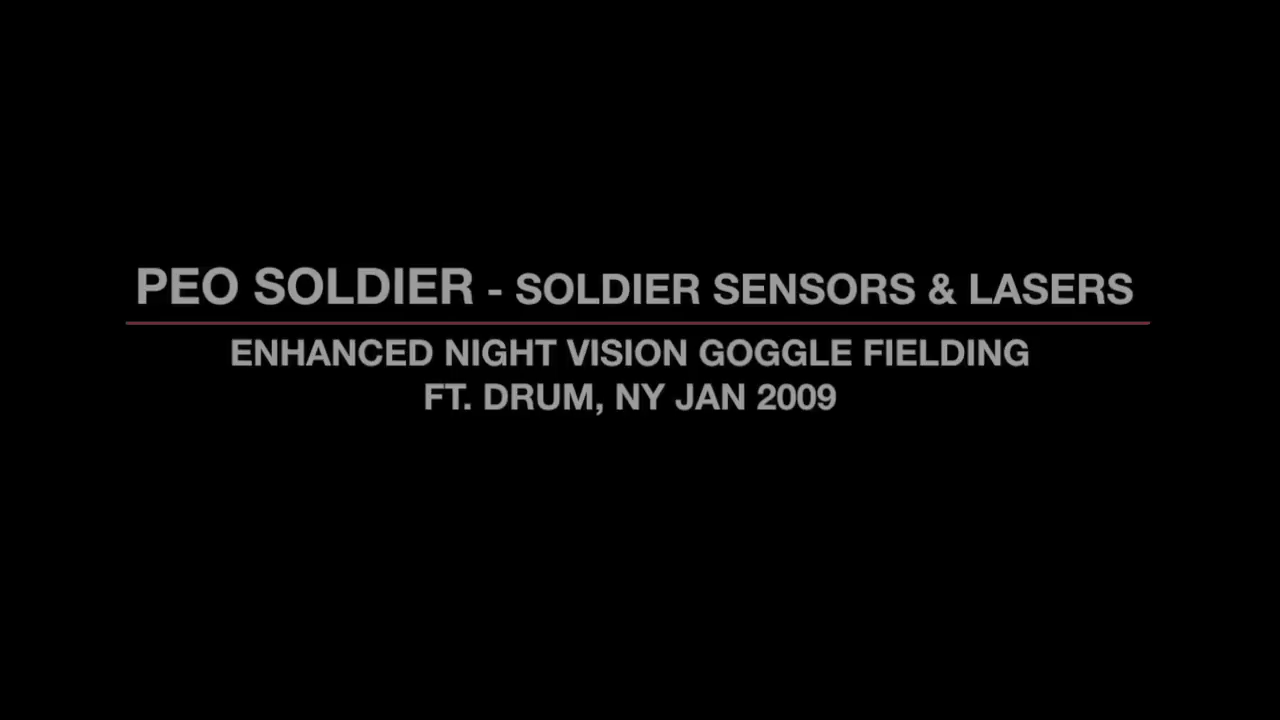 PEO SOLDIER - SOLDIER SENSORS & LASERS
ENHANCED NIGHT VISION GOGGLE FIELDING
FT. DRUM, NY JAN 2009